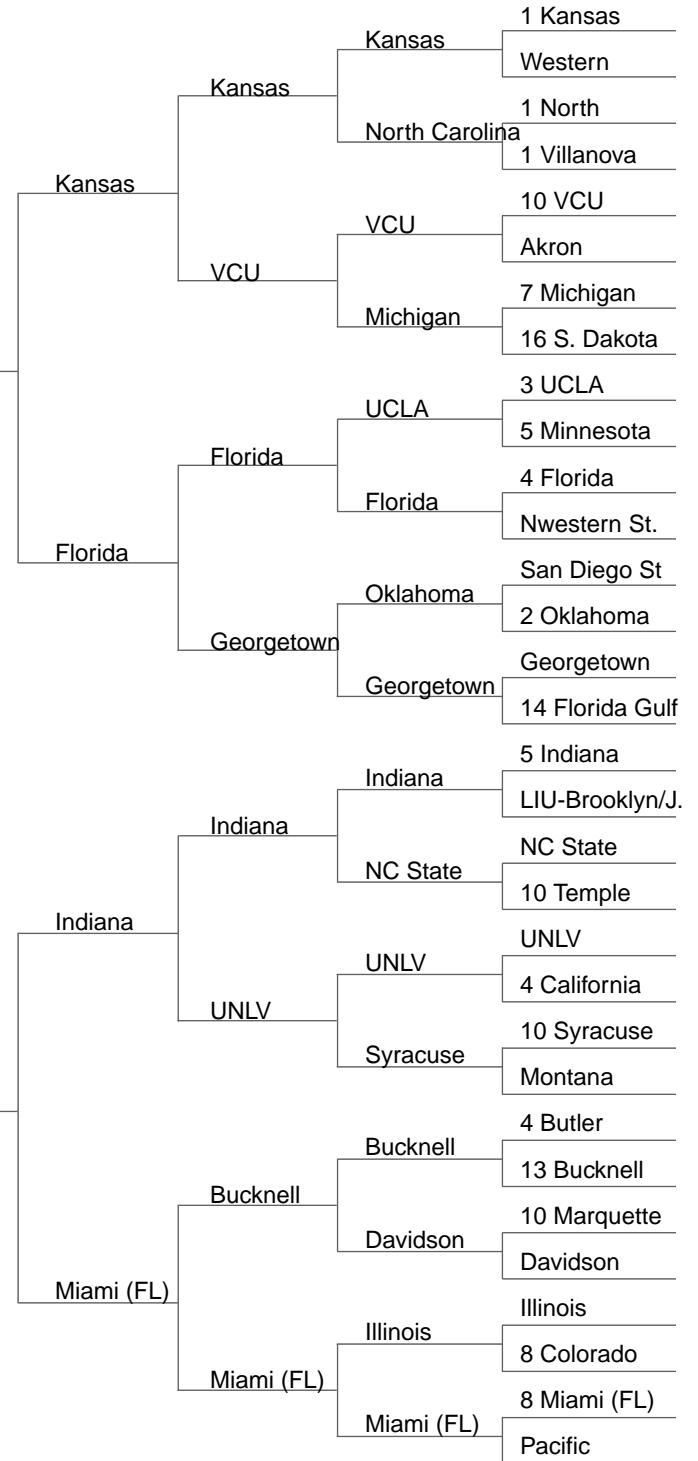 1 Kansas
Kansas
Western
Kansas
1 North
North Carolina
1 Villanova
Kansas
10 VCU
VCU
Akron
VCU
7 Michigan
Michigan
16 S. Dakota
3 UCLA
UCLA
5 Minnesota
Florida
4 Florida
Florida
Nwestern St.
Florida
San Diego St
Oklahoma
2 Oklahoma
Georgetown
Georgetown
Georgetown
14 Florida Gulf
5 Indiana
Indiana
LIU-Brooklyn/J.
Indiana
NC State
NC State
10 Temple
Indiana
UNLV
UNLV
4 California
UNLV
10 Syracuse
Syracuse
Montana
4 Butler
Bucknell
13 Bucknell
Bucknell
10 Marquette
Davidson
Davidson
Miami (FL)
Illinois
Illinois
8 Colorado
Miami (FL)
8 Miami (FL)
Miami (FL)
Pacific